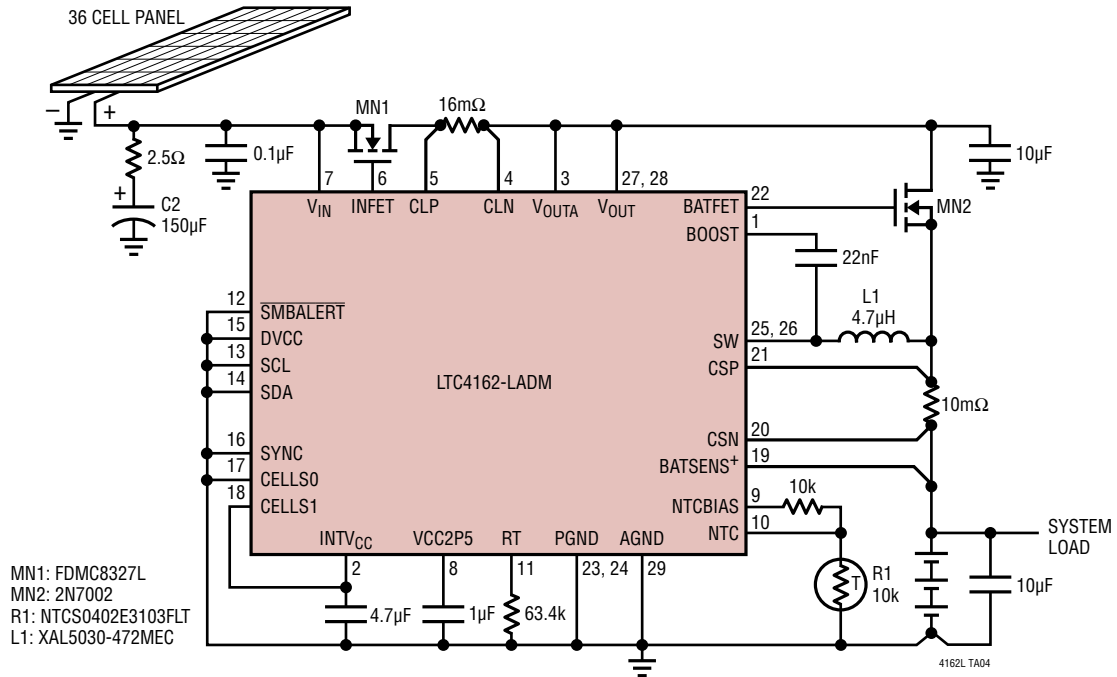 36 CELL PANEL
−
+
MN1
16mΩ
2.5Ω
0.1µF
10µF
+
C2
150µF
7
6
5
4
3
27, 28
VIN
INFET
CLP
CLN
VOUTA
VOUT
BATFET
22
MN2
BOOST
1
22nF
L1
4.7µH
12
SMBALERT
15
DVCC
13
SCL
14
SDA
LTC4162-LADM
SW
25, 26
CSP
21
10mΩ
16
SYNC
17
CELLS0
18
CELLS1
CSN
20
BATSENS+
19
NTCBIAS
9
10k
NTC
10
SYSTEM
LOAD
INTVCC
VCC2P5
RT
PGND
AGND
2
8
11
23, 24
29
4.7µF
1µF
63.4k
T
R1
10k
10µF
MN1: FDMC8327L
MN2: 2N7002
R1: NTCS0402E3103FLT
L1: XAL5030-472MEC
4162L TA04